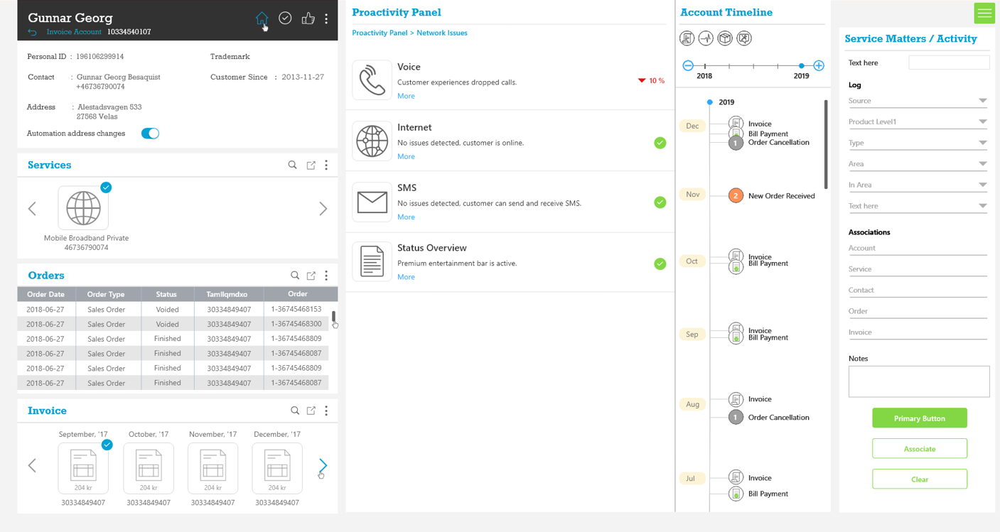 Gunnar Georg
Invoice Account 10334540107
Personal ID : 196106299914
Trademark
Contact : Gunnar Georg Besaquist
+46736790074
Customer Since : 2013-11-27
Address : Alestadsvagen 533
27568 Velas
Automation address changes
Services
Mobile Broadband Private
46736790074
Orders
Order Date Order Type Status Tamllqmdxo Order
2018-06-27 Sales Order Voided 30334849407 1-36745468153
2018-06-27 Sales Order Voided 30334849407 1-36745468300
2018-06-27 Sales Order Finished 30334849407 1-36745468809
2018-06-27 Sales Order Finished 30334849407 1-36745468087
2018-06-27 Sales Order Finished 30334849407 1-36745468809
2018-06-27 Sales Order Finished 30334849407 1-36745468087
Invoice
September, '17 October, '17 November, '17 December, '17
204 kr 204 kr 204 kr 204 kr
30334849407 30334849407 30334849407 30334849407
Proactivity Panel
Proactivity Panel > Network Issues
Voice
Customer experiences dropped calls.
More
10 %
Internet
No issues detected, customer is online.
More
SMS
No issues detected, customer can send and receive SMS.
More
Status Overview
Premium entertainment bar is active.
More
Account Timeline
2018 2019
2019
Dec
Invoice
Bill Payment
1 Order Cancellation
Nov
2 New Order Received
Oct
Invoice
Bill Payment
Sep
Invoice
Bill Payment
Aug
Invoice
1 Order Cancellation
Jul
Invoice
Bill Payment
Service Matters / Activity
Text here
Log
Source
Product Level1
Type
Area
In Area
Text here
Associations
Account
Service
Contact
Order
Invoice
Notes
Primary Button
Associate
Clear